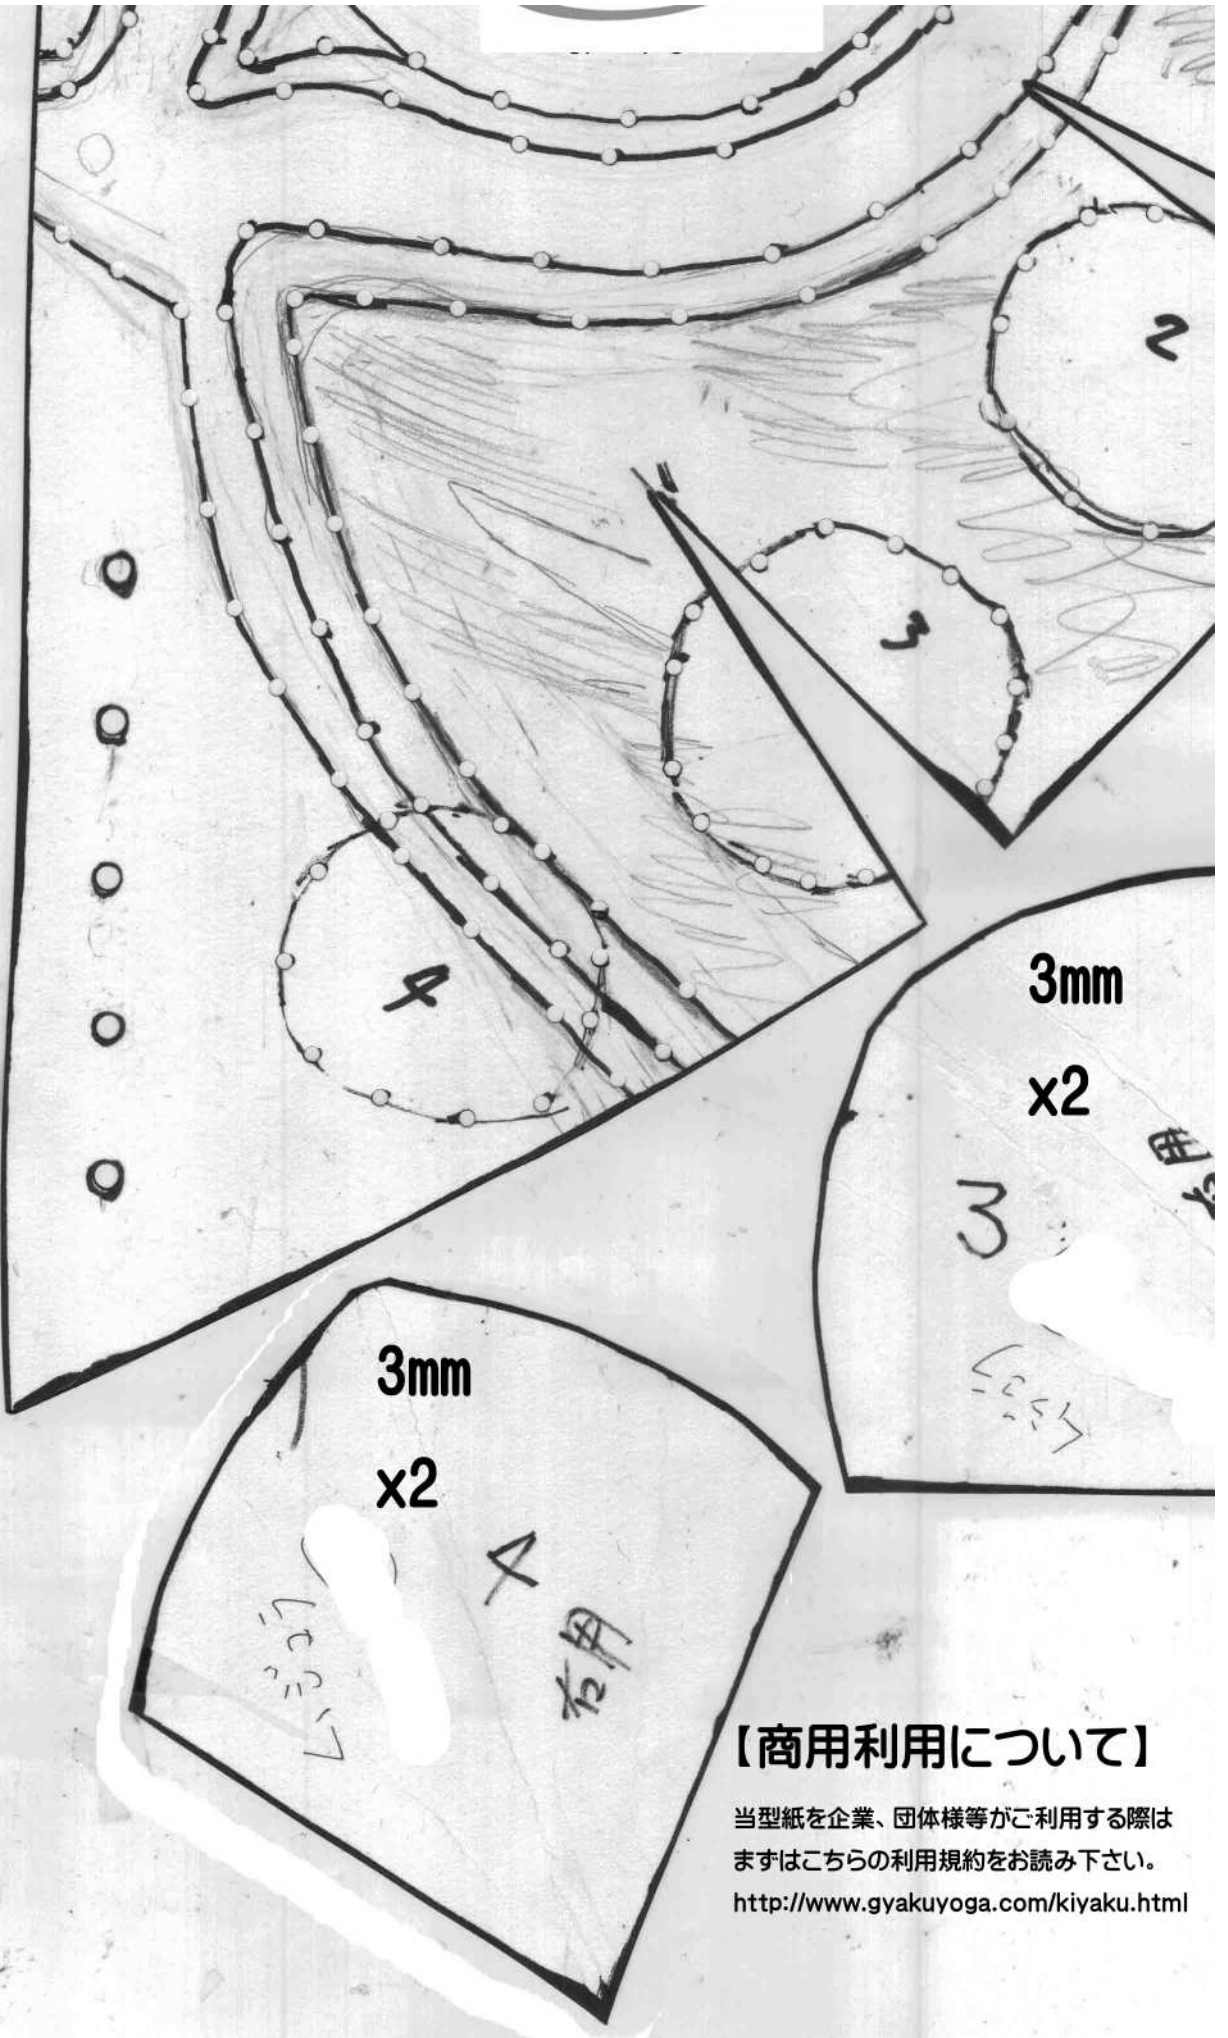 2
3
4
3mm
x2
3
3mm
x2
4
右用
【商用利用について】
当型紙を企業、団体様等がご利用する際は
まずはこちらの利用規約をお読み下さい。
http://www.gyakuyoga.com/kiyaku.html